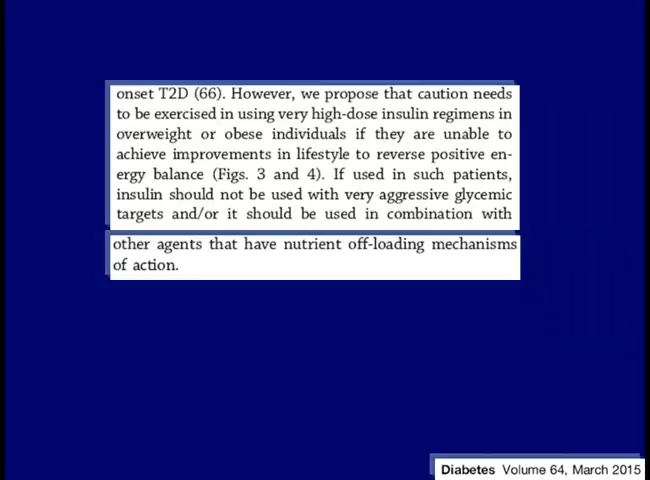 onset T2D (66). However, we propose that caution needs
to be exercised in using very high-dose insulin regimens in
overweight or obese individuals if they are unable to
achieve improvements in lifestyle to reverse positive en-
ergy balance (Figs. 3 and 4). If used in such patients,
insulin should not be used with very aggressive glycemic
targets and/or it should be used in combination with
other agents that have nutrient off-loading mechanisms
of action.
Diabetes Volume 64, March 2015